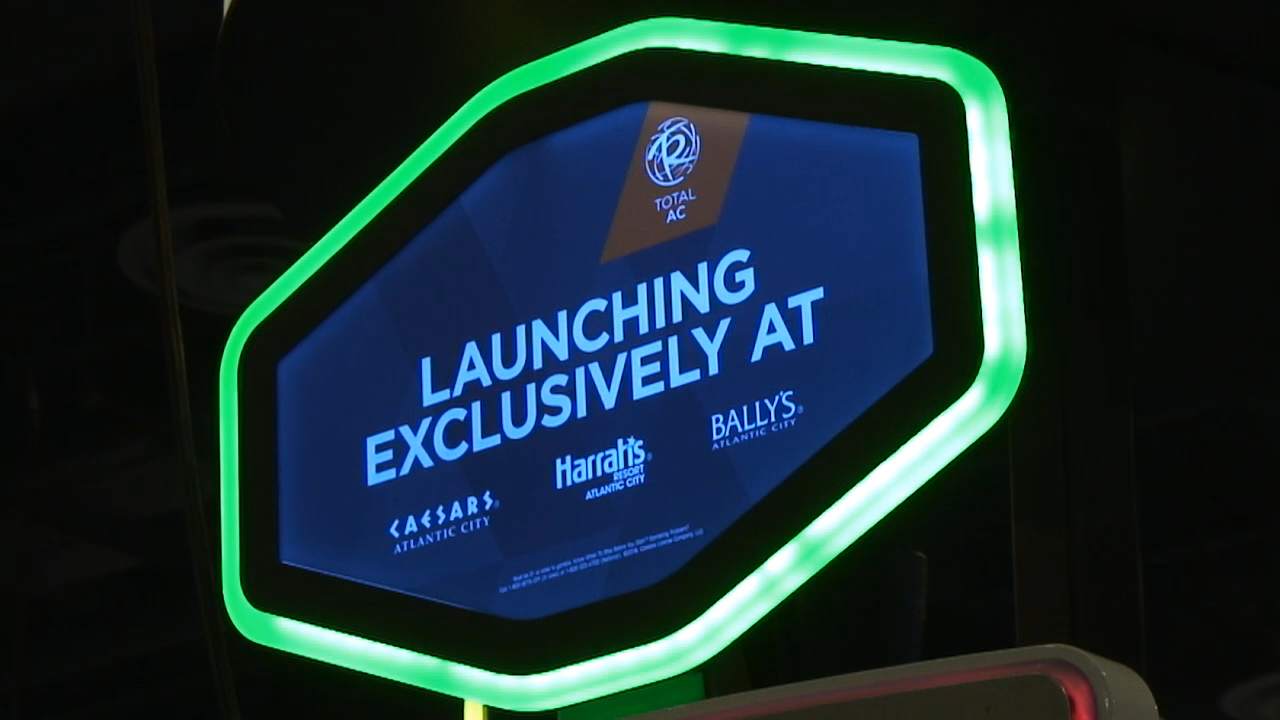 TOTAL
AC
LAUNCHING
EXCLUSIVELY AT
CAESARS®
ATLANTIC CITY
Harrah's®
RESORT
ATLANTIC CITY
BALLY'S®
ATLANTIC CITY